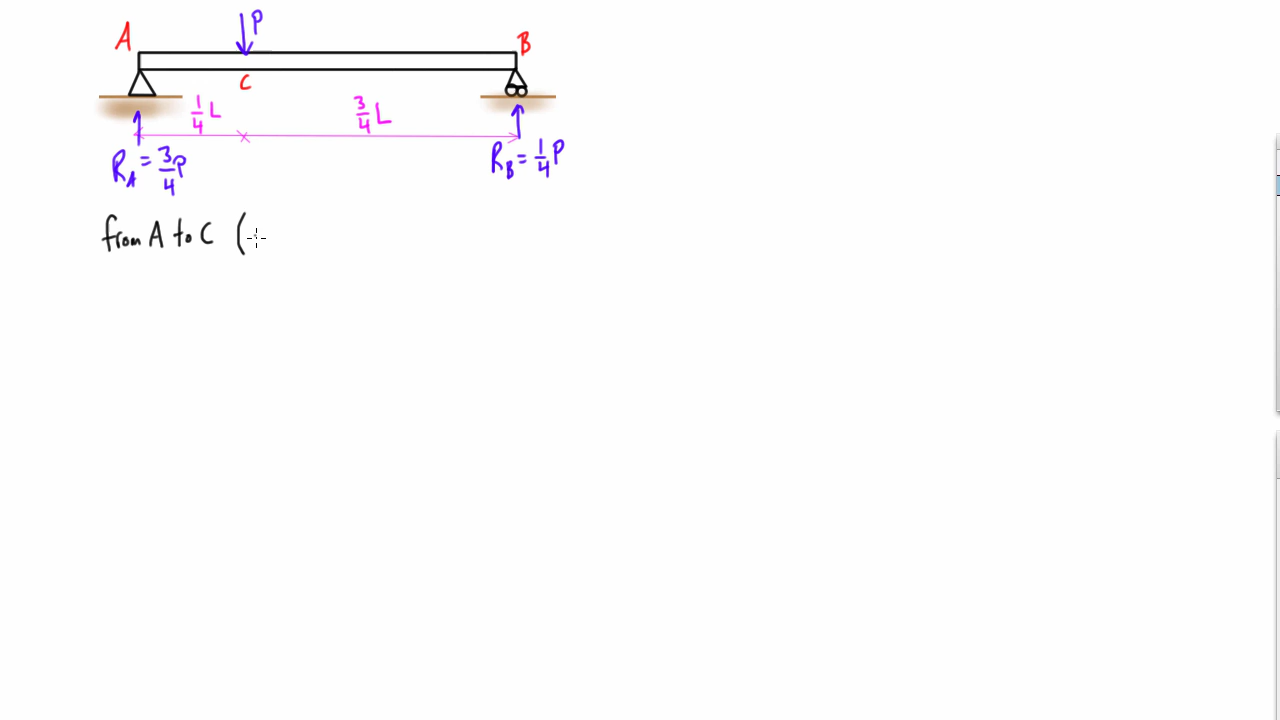 P
A
B
C
1/4 L
3/4 L
R_A = 3/4 P
R_B = 1/4 P
from A to C (